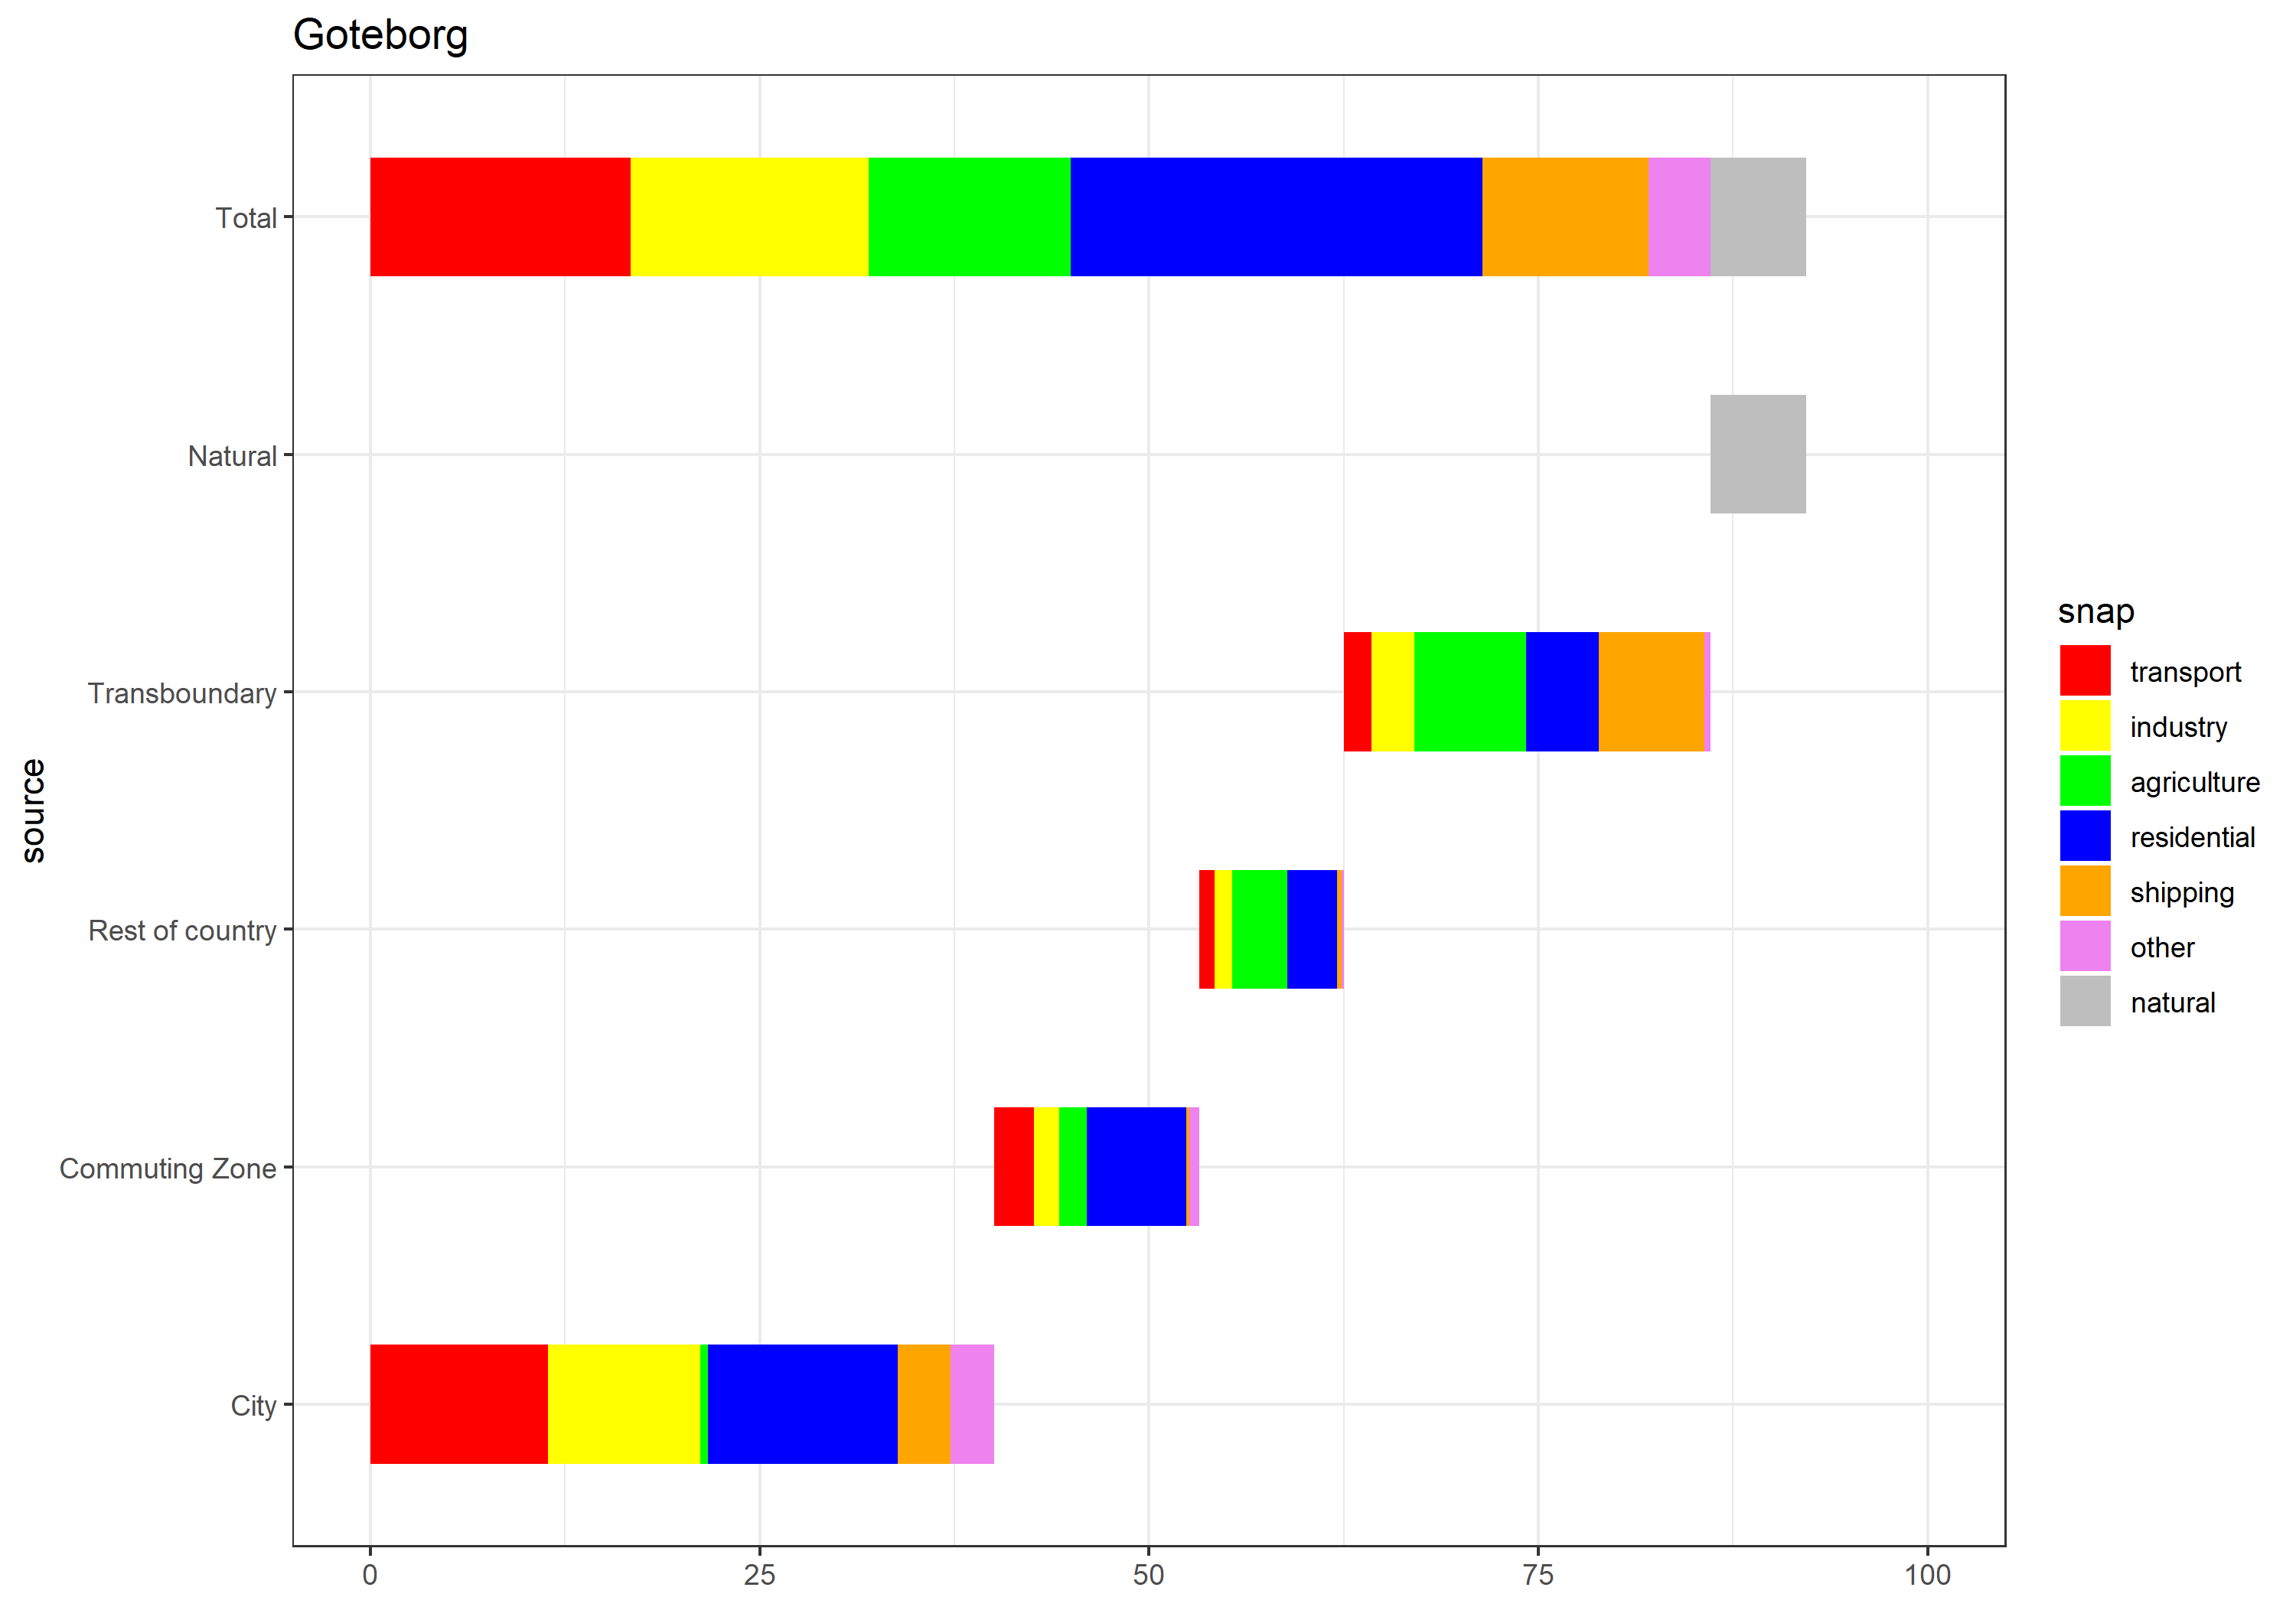 Goteborg
Total
Natural
Transboundary
Rest of country
Commuting Zone
City
source
0 25 50 75 100
snap
transport
industry
agriculture
residential
shipping
other
natural